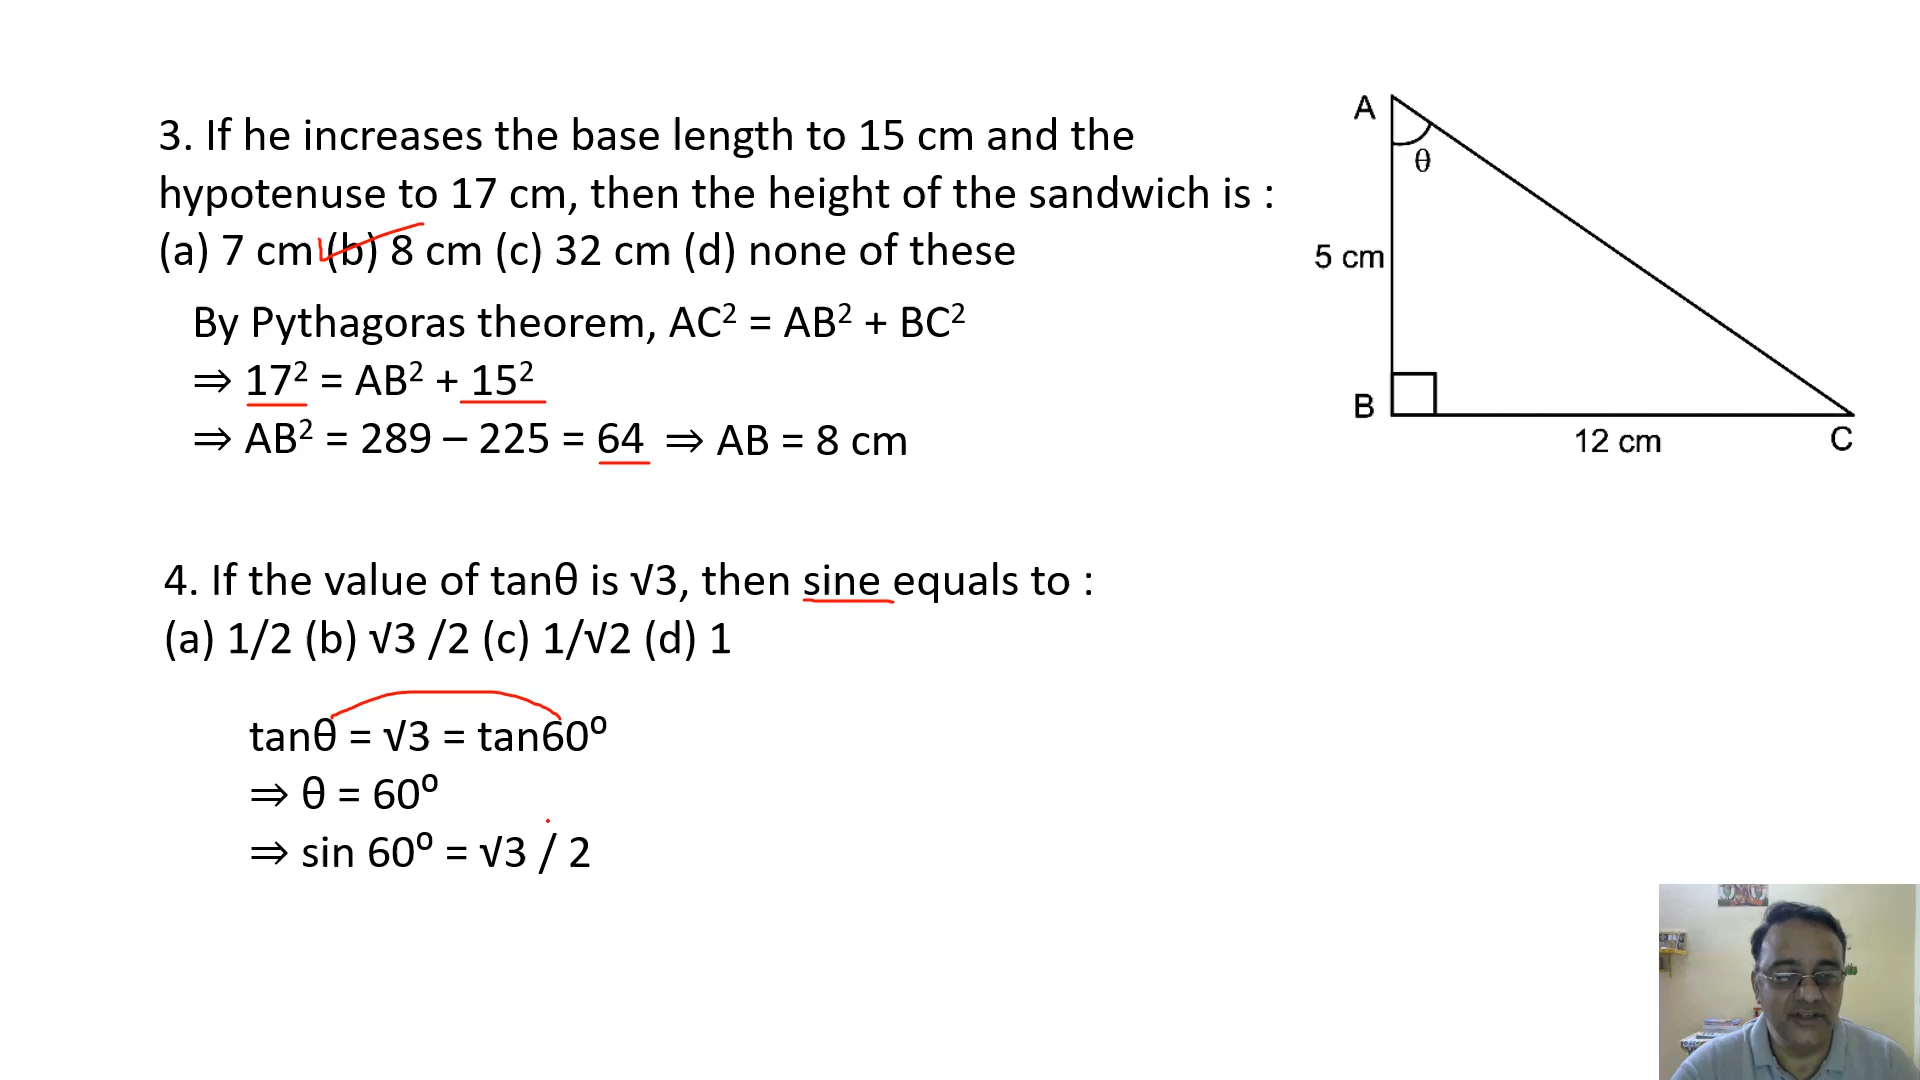 3. If he increases the base length to 15 cm and the
hypotenuse to 17 cm, then the height of the sandwich is :
(a) 7 cm (b) 8 cm (c) 32 cm (d) none of these
By Pythagoras theorem, AC² = AB² + BC²
⇒ 17² = AB² + 15²
⇒ AB² = 289 – 225 = 64 ⇒ AB = 8 cm
A
θ
5 cm
B
12 cm
C
4. If the value of tanθ is √3, then sine equals to :
(a) 1/2 (b) √3 /2 (c) 1/√2 (d) 1
tanθ = √3 = tan60⁰
⇒ θ = 60⁰
⇒ sin 60⁰ = √3 / 2